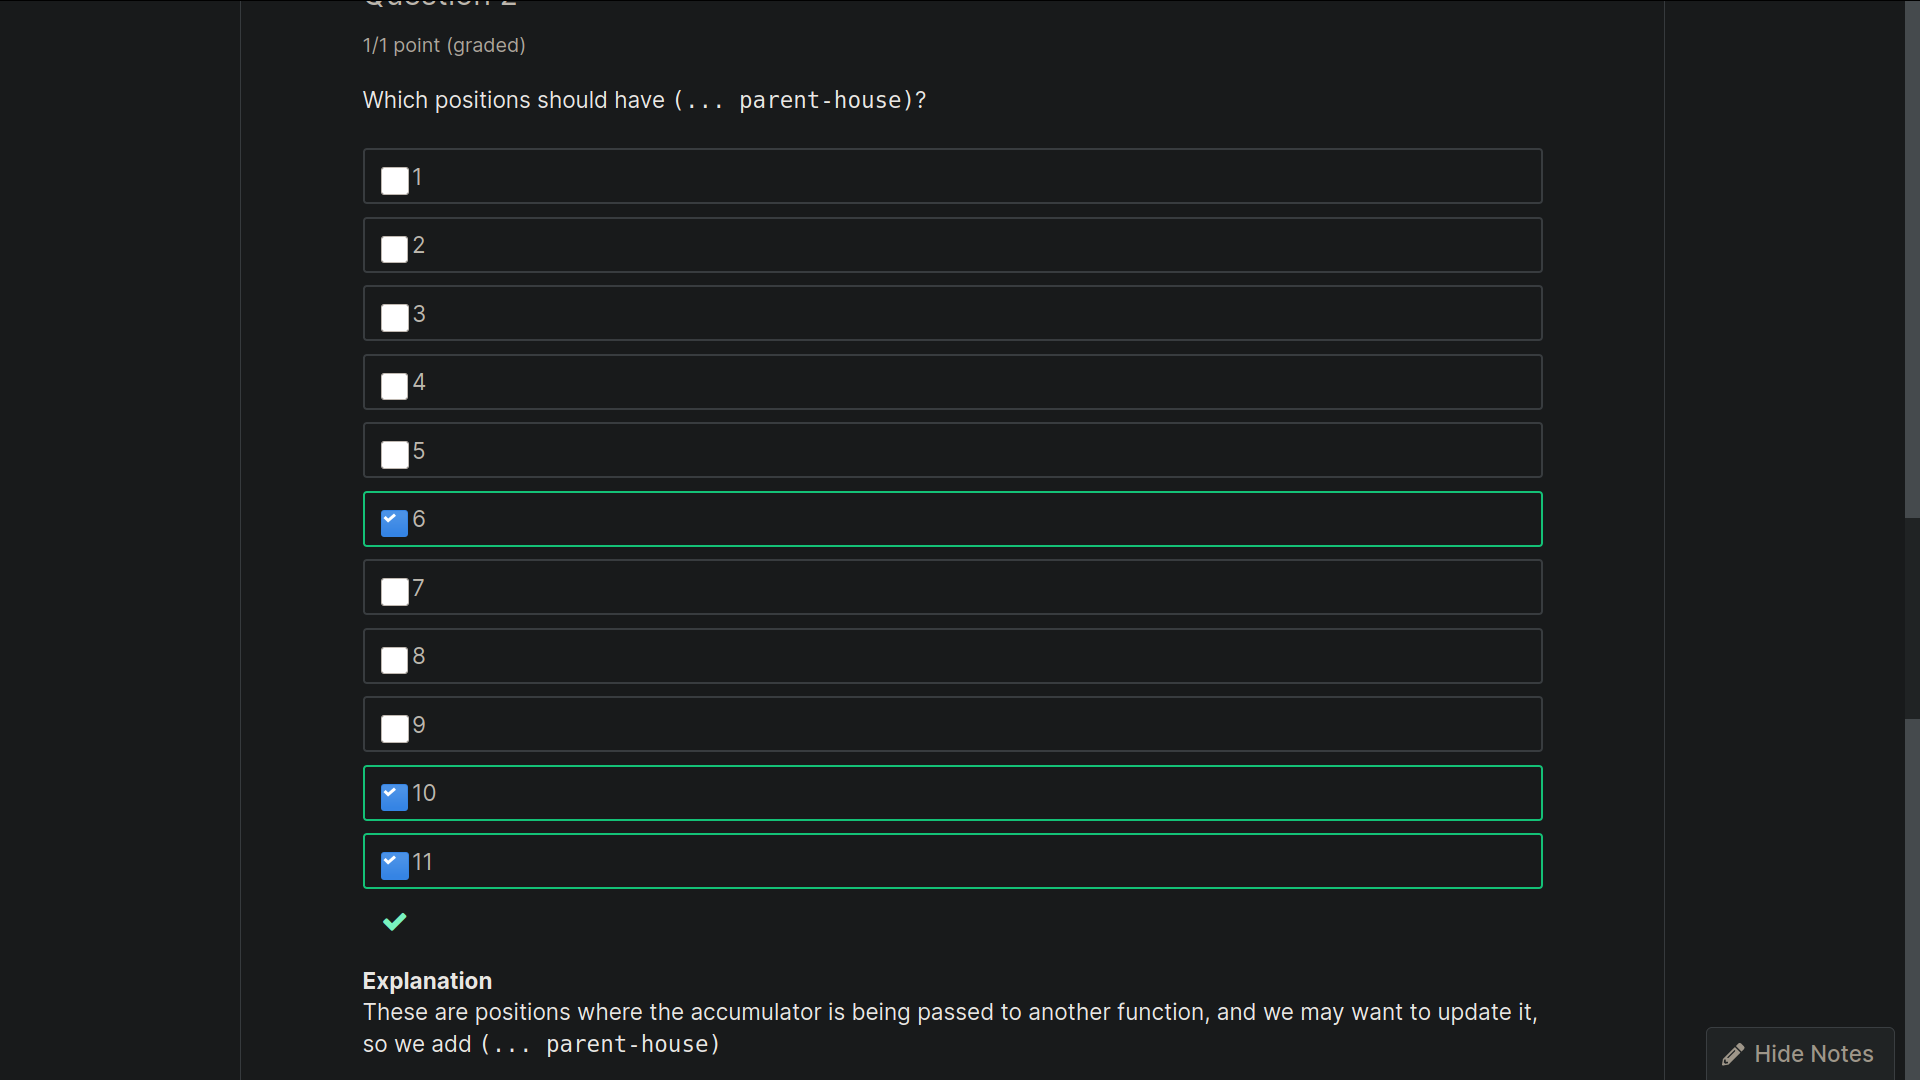 Question 2
1/1 point (graded)
Which positions should have (... parent-house)?
1
2
3
4
5
6
7
8
9
10
11
Explanation
These are positions where the accumulator is being passed to another function, and we may want to update it,
so we add (... parent-house)
Hide Notes